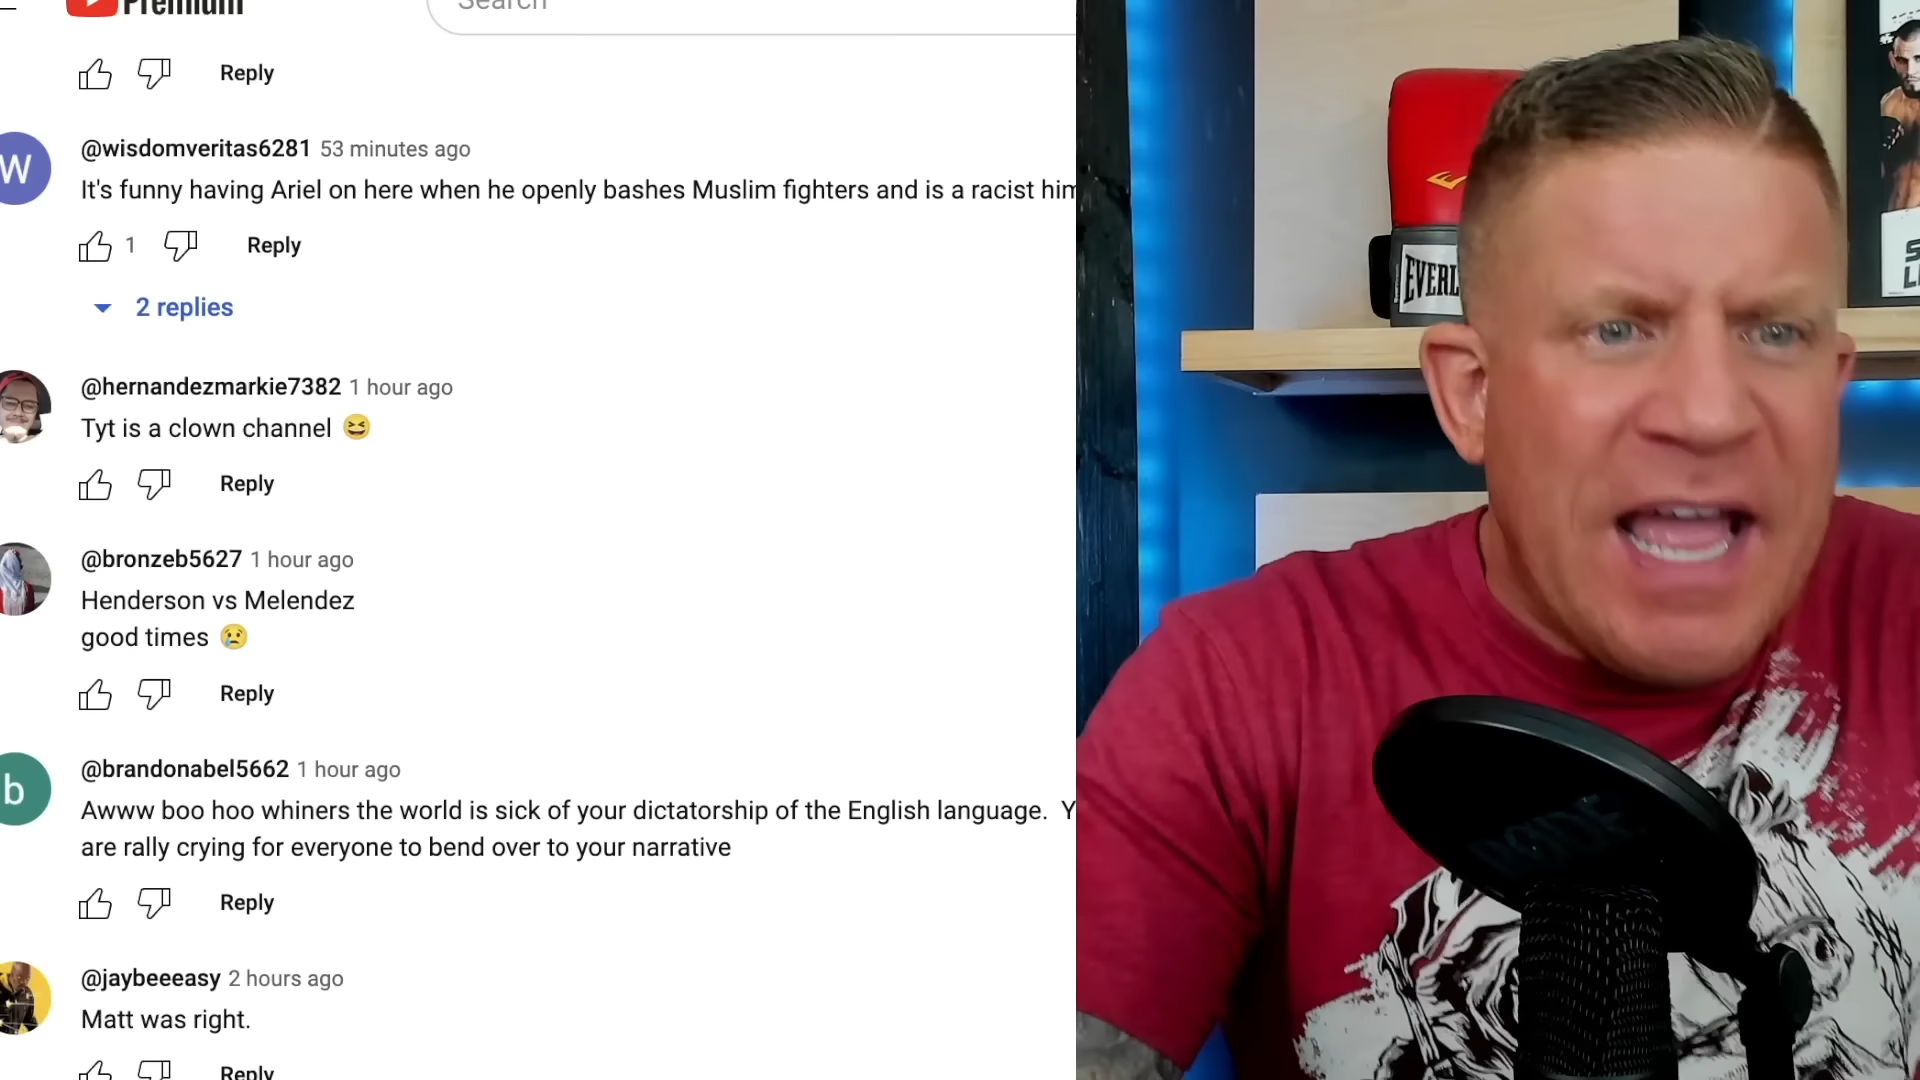 Premium
Search
Reply
@wisdomveritas6281 53 minutes ago
It's funny having Ariel on here when he openly bashes Muslim fighters and is a racist him
1
Reply
2 replies
@hernandezmarkie7382 1 hour ago
Tyt is a clown channel 😆
Reply
@bronzeb5627 1 hour ago
Henderson vs Melendez
good times 😢
Reply
@brandonabel5662 1 hour ago
Awww boo hoo whiners the world is sick of your dictatorship of the English language. Y
are rally crying for everyone to bend over to your narrative
Reply
@jaybeeeasy 2 hours ago
Matt was right.
Reply
W
b
EVERL